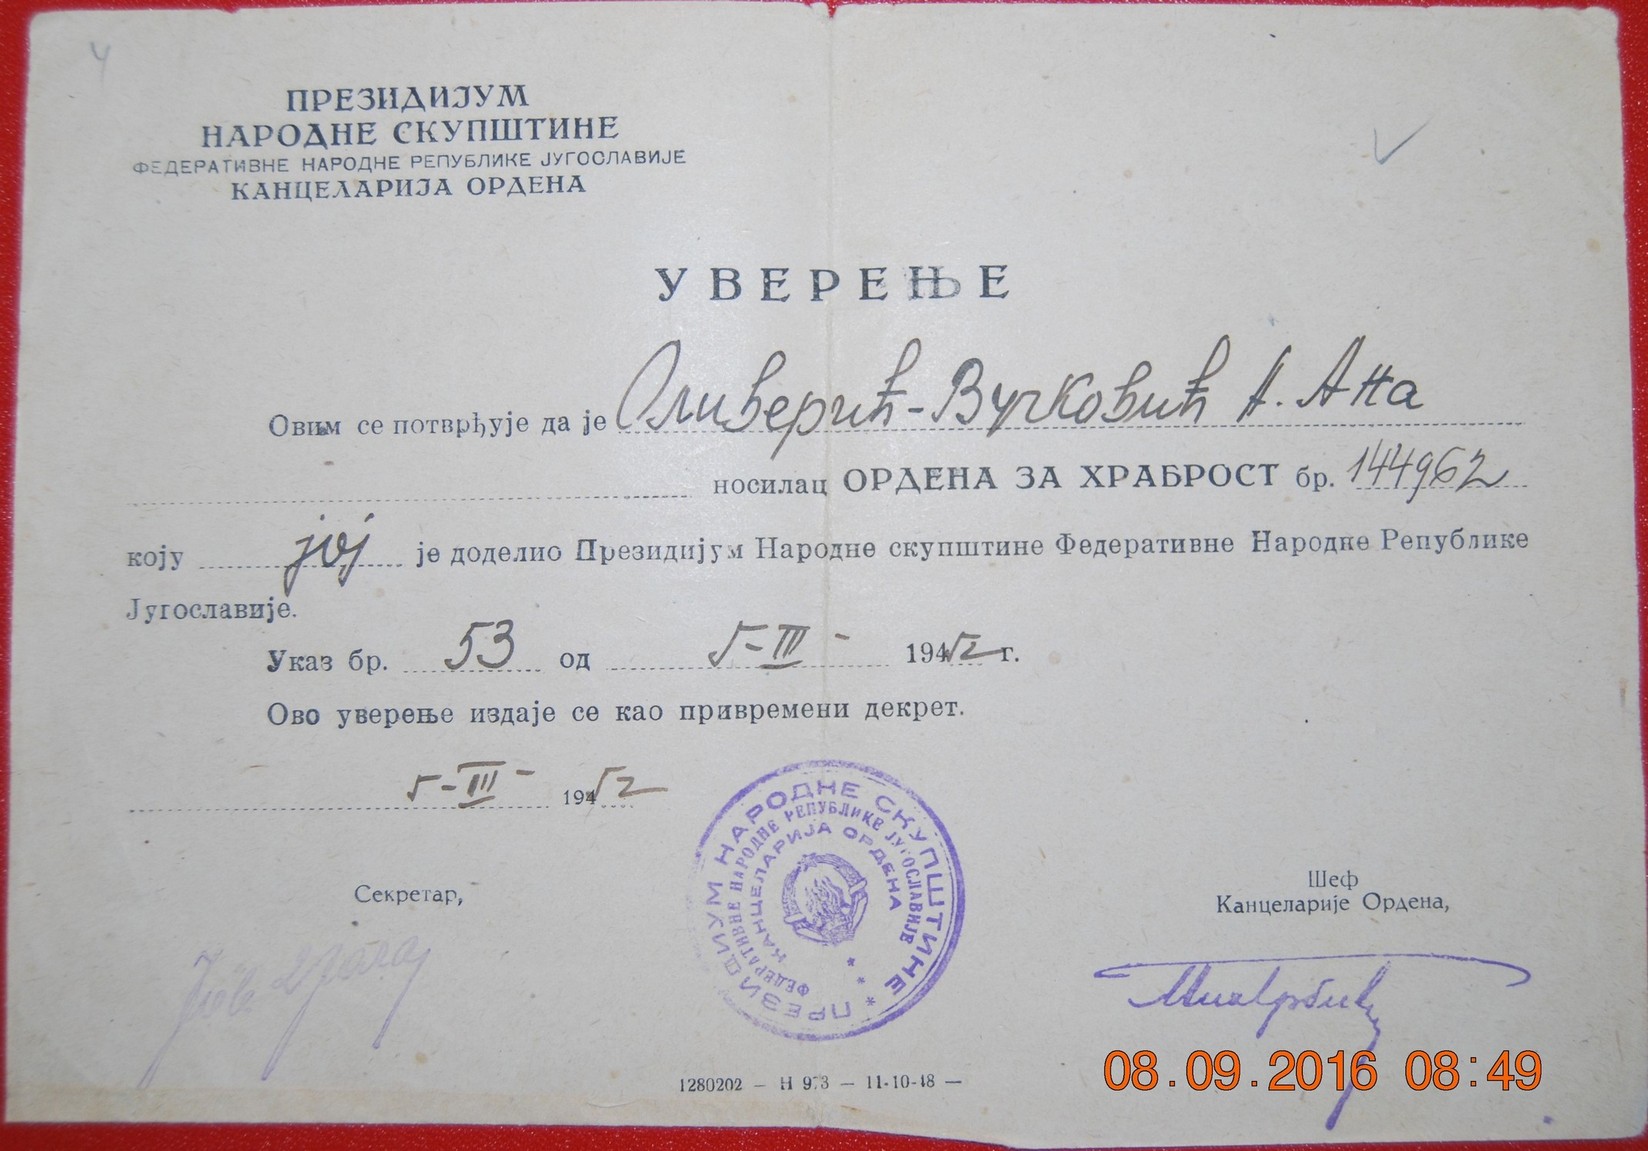 ПРЕЗИДИЈУМ
НАРОДНЕ СКУПШТИНЕ
ФЕДЕРАТИВНЕ НАРОДНЕ РЕПУБЛИКЕ ЈУГОСЛАВИЈЕ
КАНЦЕЛАРИЈА ОРДЕНА
УВЕРЕЊЕ
Овим се потврђује да је Оливерић-Вучковић А. Ана
носилац ОРДЕНА ЗА ХРАБРОСТ бр. 144962
коју јој је доделио Президијум Народне скупштине Федеративне Народне Републике
Југославије.
Указ бр. 53 од 5-III- 1952 г.
Ово уверење издаје се као привремени декрет.
5-III- 1952
ПРЕЗИДИУМ НАРОДНЕ СКУПШТИНЕ
ФЕДЕРАТИВНЕ НАРОДНЕ РЕПУБЛИКЕ ЈУГОСЛАВИЈЕ
КАНЦЕЛАРИЈА ОРДЕНА
Секретар,
Шеф
Канцеларије Ордена,
1280202 — Н 973 — 11-10-48 —
08.09.2016 08:49